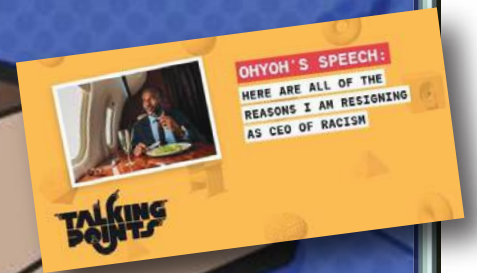 OHYOH'S SPEECH:
HERE ARE ALL OF THE
REASONS I AM RESIGNING
AS CEO OF RACISM
TALKING
POINTS